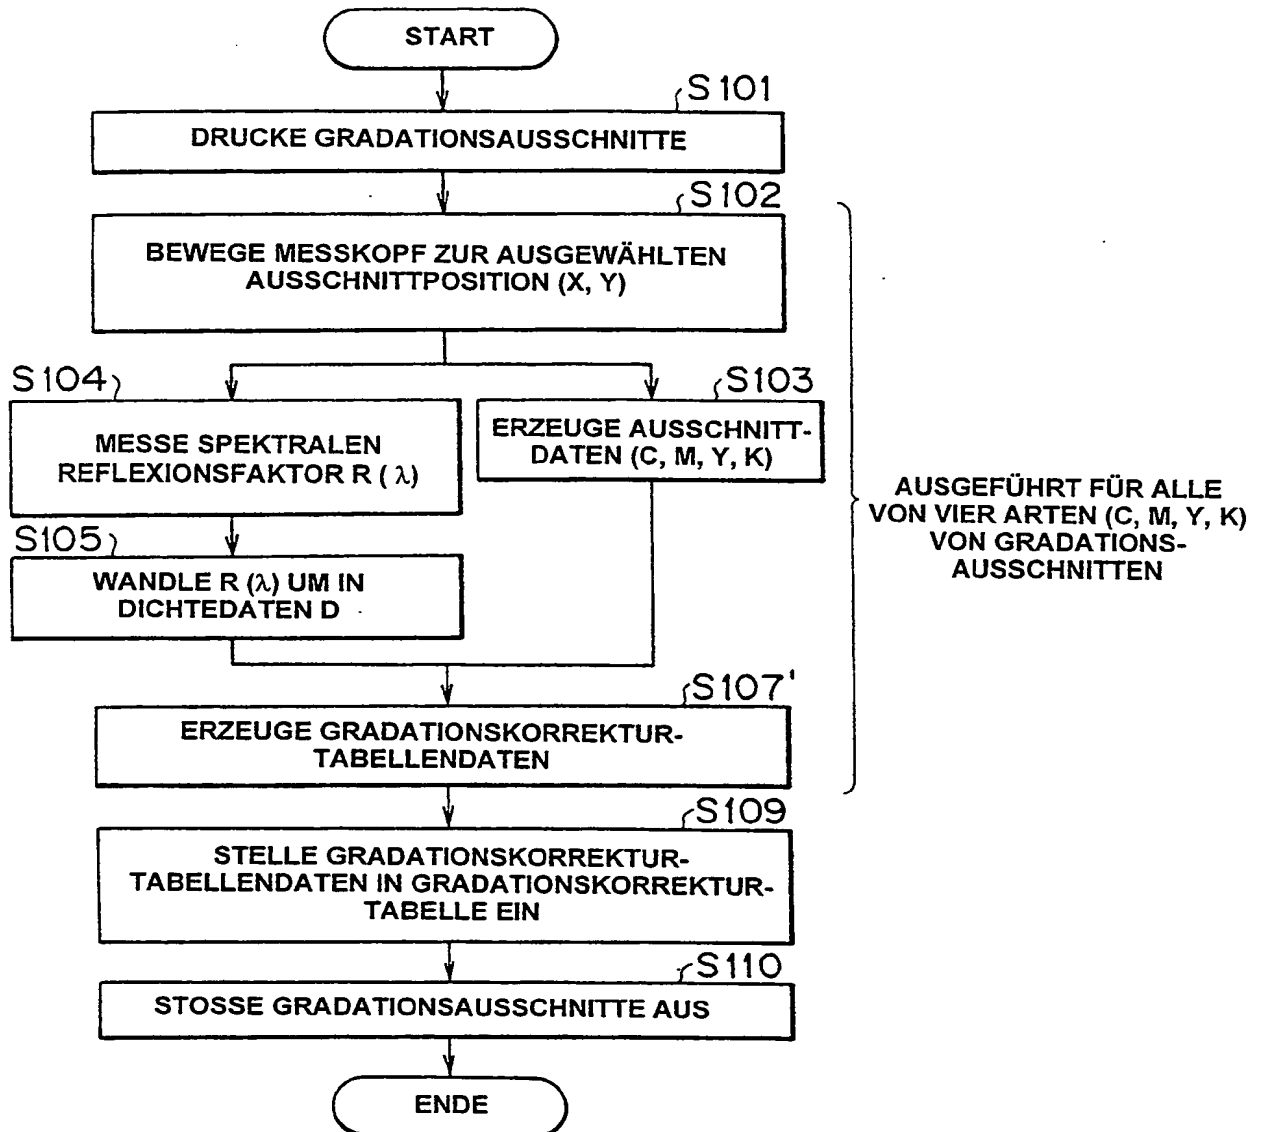 START
S101
DRUCKE GRADATIONSAUSSCHNITTE
S102
BEWEGE MESSKOPF ZUR AUSGEWÄHLTEN
AUSSCHNITTPOSITION (X, Y)
S104
MESSE SPEKTRALEN
REFLEXIONSFAKTOR R ( λ)
S103
ERZEUGE AUSSCHNITT-
DATEN (C, M, Y, K)
S105
WANDLE R (λ) UM IN
DICHTEDATEN D
AUSGEFÜHRT FÜR ALLE
VON VIER ARTEN (C, M, Y, K)
VON GRADATIONS-
AUSSCHNITTEN
S107'
ERZEUGE GRADATIONSKORREKTUR-
TABELLENDATEN
S109
STELLE GRADATIONSKORREKTUR-
TABELLENDATEN IN GRADATIONSKORREKTUR-
TABELLE EIN
S110
STOSSE GRADATIONSAUSSCHNITTE AUS
ENDE